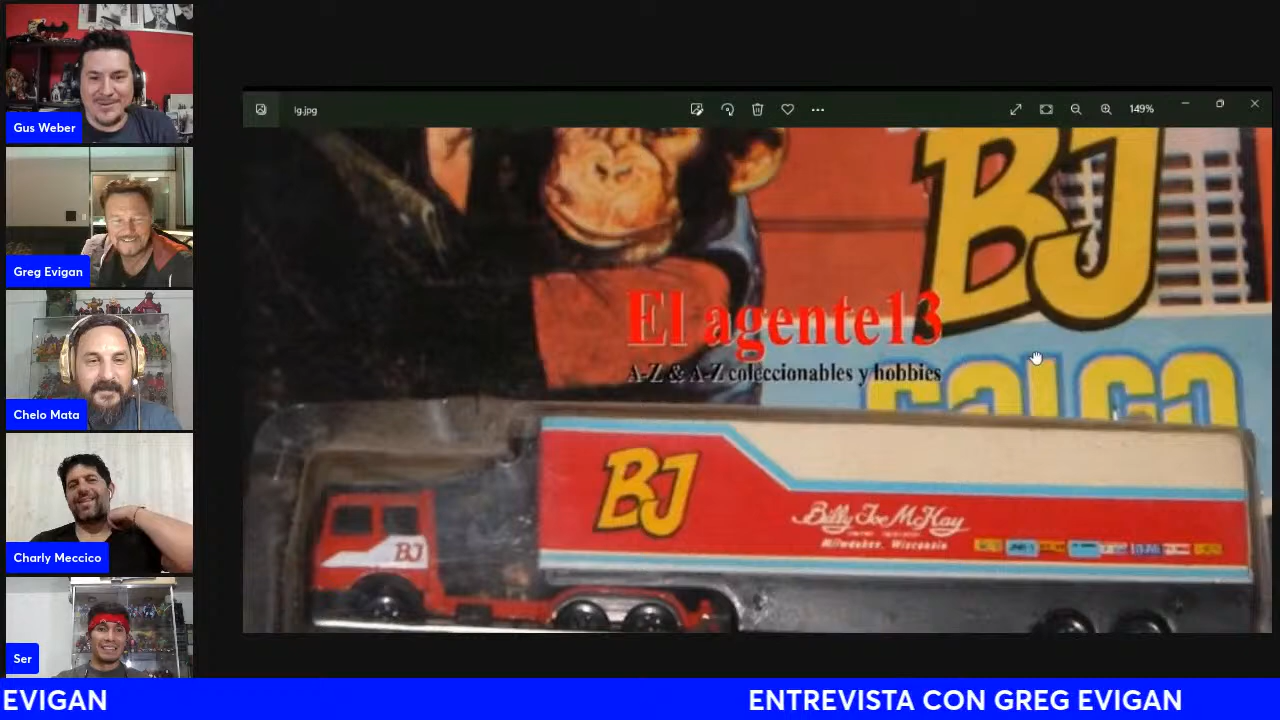 Gus Weber
Greg Evigan
Chelo Mata
Charly Meccico
Ser
lg.jpg
149%
BJ
El agente13
A-Z & A-Z coleccionables y hobbies
Galgo
BJ
Billy Joe McKay
Milwaukee, Wisconsin
BJ
EVIGAN
ENTREVISTA CON GREG EVIGAN